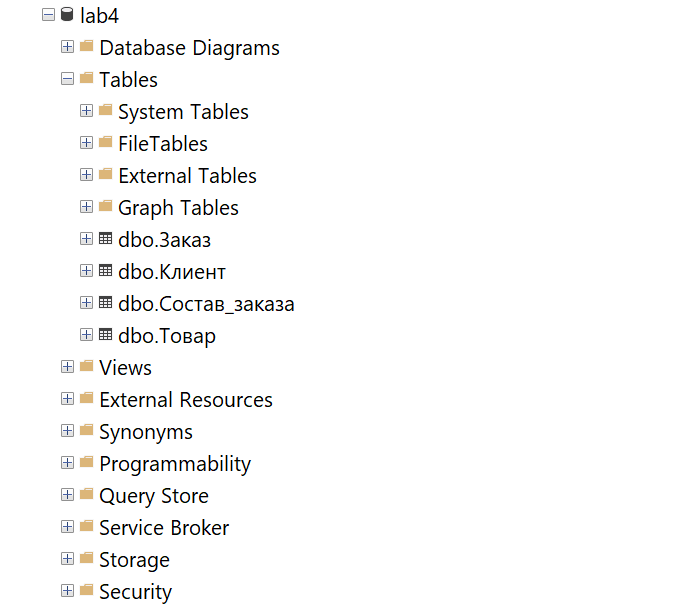 lab4
Database Diagrams
Tables
System Tables
FileTables
External Tables
Graph Tables
dbo.Заказ
dbo.Клиент
dbo.Состав_заказа
dbo.Товар
Views
External Resources
Synonyms
Programmability
Query Store
Service Broker
Storage
Security